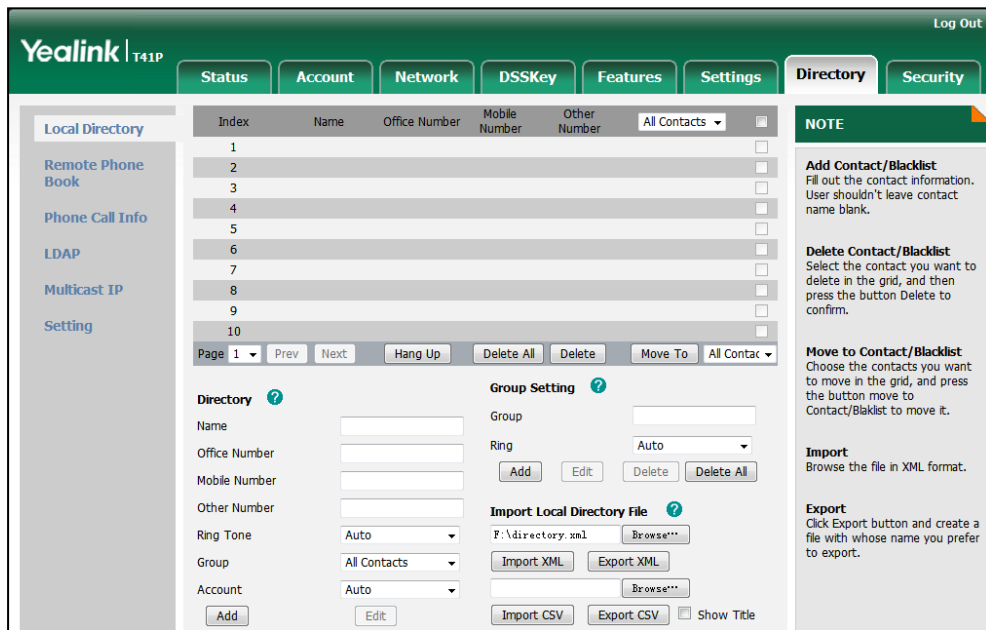 Log Out
Yealink | T41P
Status Account Network DSSKey Features Settings Directory Security
Local Directory
Remote Phone
Book
Phone Call Info
LDAP
Multicast IP
Setting
Index Name Office Number Mobile Number Other Number All Contacts
1
2
3
4
5
6
7
8
9
10
Page 1 Prev Next Hang Up Delete All Delete Move To All Contac
Directory ?
Name
Office Number
Mobile Number
Other Number
Ring Tone Auto
Group All Contacts
Account Auto
Add Edit
Group Setting ?
Group
Ring Auto
Add Edit Delete Delete All
Import Local Directory File ?
F:\directory.xml Browse...
Import XML Export XML
Browse...
Import CSV Export CSV Show Title
NOTE
Add Contact/Blacklist
Fill out the contact information.
User shouldn't leave contact
name blank.
Delete Contact/Blacklist
Select the contact you want to
delete in the grid, and then
press the button Delete to
confirm.
Move to Contact/Blacklist
Choose the contacts you want
to move in the grid, and press
the button move to
Contact/Blaklist to move it.
Import
Browse the file in XML format.
Export
Click Export button and create a
file with whose name you prefer
to export.